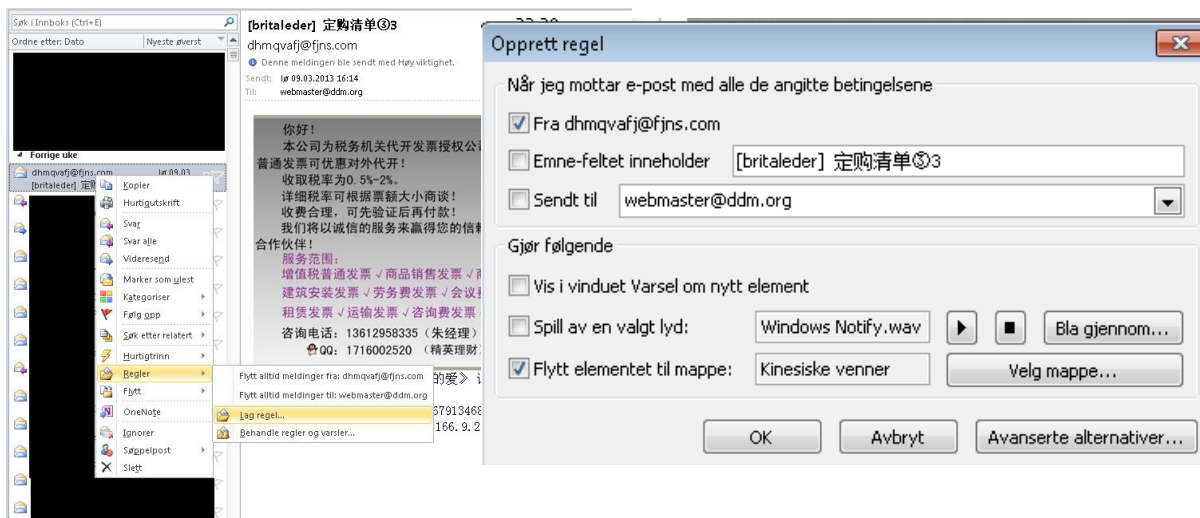 Søk i Innboks (Ctrl+E)
Ordne etter: Dato Nyeste øverst
Forrige uke
dhmqvafj@fjns.com lø 09.03
[britaleder]
Kopier
Hurtigutskrift
Svar
Svar alle
Videresend
Marker som ulest
Kategoriser
Følg opp
Søk etter relatert
Hurtigtrinn
Regler
Flytt
OneNote
Ignorer
Søppelpost
Slett
Flytt alltid meldinger fra: dhmqvafj@fjns.com
Flytt alltid meldinger til: webmaster@ddm.org
Lag regel...
Behandle regler og varsler...
[britaleder] 定购清单③3
dhmqvafj@fjns.com
Denne meldingen ble sendt med Høy viktighet.
Sendt: lø 09.03.2013 16:14
Til: webmaster@ddm.org
你好！
本公司为税务机关代开发票授权公
普通发票可优惠对外代开！
收取税率为0.5%-2%。
详细税率可根据票额大小商谈！
收费合理，可先验证后再付款！
我们将以诚信的服务来赢得您的信
合作伙伴！
服务范围：
增值税普通发票√商品销售发票√
建筑安装发票√劳务费发票√会议
租赁发票√运输发票√咨询费发票
咨询电话：13612958335（朱经理）
QQ：1716002520 （精英理财
的爱》
67913468
166.9.2
Opprett regel
Når jeg mottar e-post med alle de angitte betingelsene
Fra dhmqvafj@fjns.com
Emne-feltet inneholder [britaleder] 定购清单③3
Sendt til webmaster@ddm.org
Gjør følgende
Vis i vinduet Varsel om nytt element
Spill av en valgt lyd: Windows Notify.wav Bla gjennom...
Flytt elementet til mappe: Kinesiske venner Velg mappe...
OK Avbryt Avanserte alternativer...